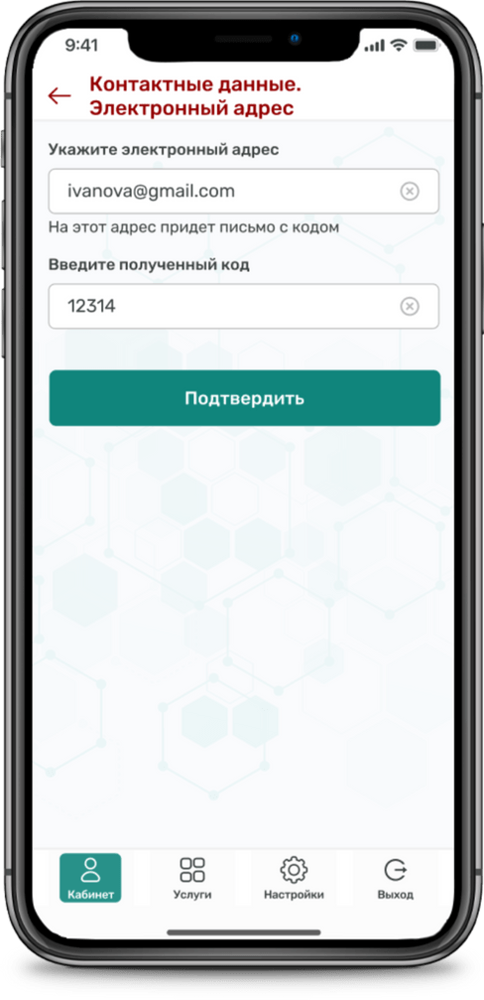 9:41
Контактные данные.
Электронный адрес
Укажите электронный адрес
ivanova@gmail.com
На этот адрес придет письмо с кодом
Введите полученный код
12314
Подтвердить
Кабинет
Услуги
Настройки
Выход